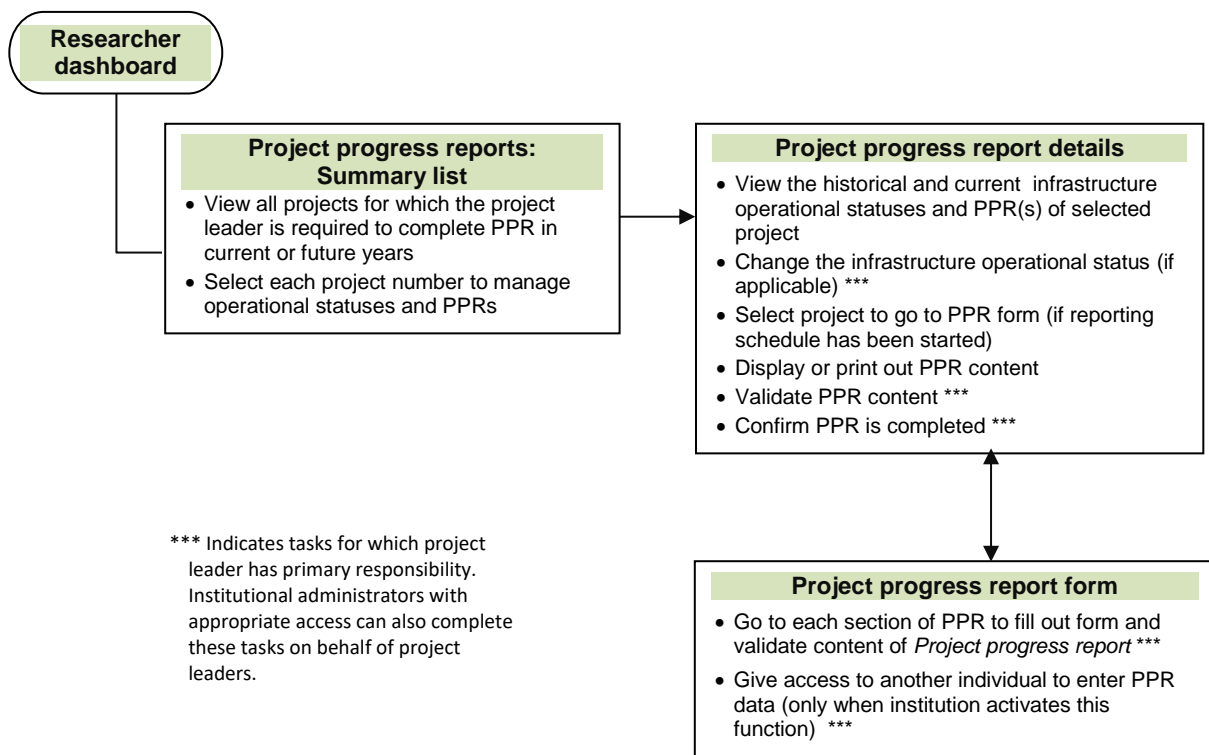 Researcher
dashboard
Project progress reports:
Summary list
• View all projects for which the project
leader is required to complete PPR in
current or future years
• Select each project number to manage
operational statuses and PPRs
Project progress report details
• View the historical and current infrastructure
operational statuses and PPR(s) of selected
project
• Change the infrastructure operational status (if
applicable) ***
• Select project to go to PPR form (if reporting
schedule has been started)
• Display or print out PPR content
• Validate PPR content ***
• Confirm PPR is completed ***
*** Indicates tasks for which project
leader has primary responsibility.
Institutional administrators with
appropriate access can also complete
these tasks on behalf of project
leaders.
Project progress report form
• Go to each section of PPR to fill out form and
validate content of Project progress report ***
• Give access to another individual to enter PPR
data (only when institution activates this
function) ***